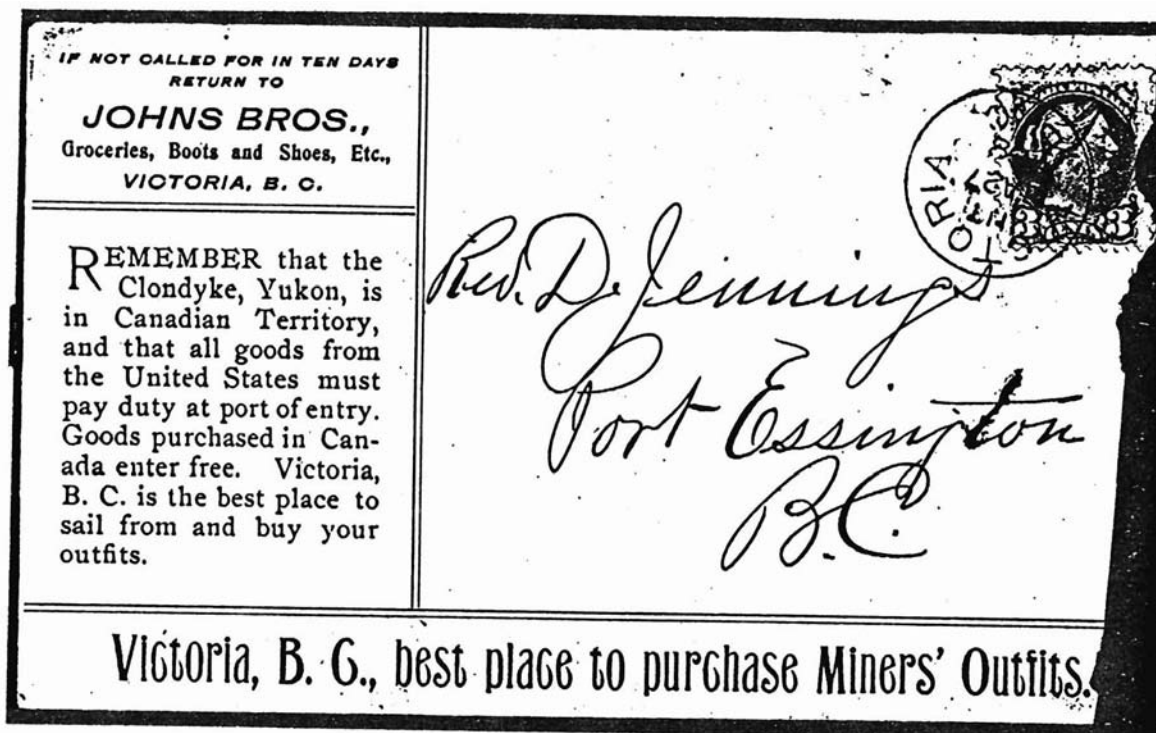 IF NOT CALLED FOR IN TEN DAYS
RETURN TO
JOHNS BROS.,
Groceries, Boots and Shoes, Etc.,
VICTORIA, B. C.
REMEMBER that the
Clondyke, Yukon, is
in Canadian Territory,
and that all goods from
the United States must
pay duty at port of entry.
Goods purchased in Can-
ada enter free. Victoria,
B. C. is the best place to
sail from and buy your
outfits.
Rev. D. Jennings
Port Essington
B.C.
TORIA
3 3
Victoria, B. C., best place to purchase Miners' Outfits.